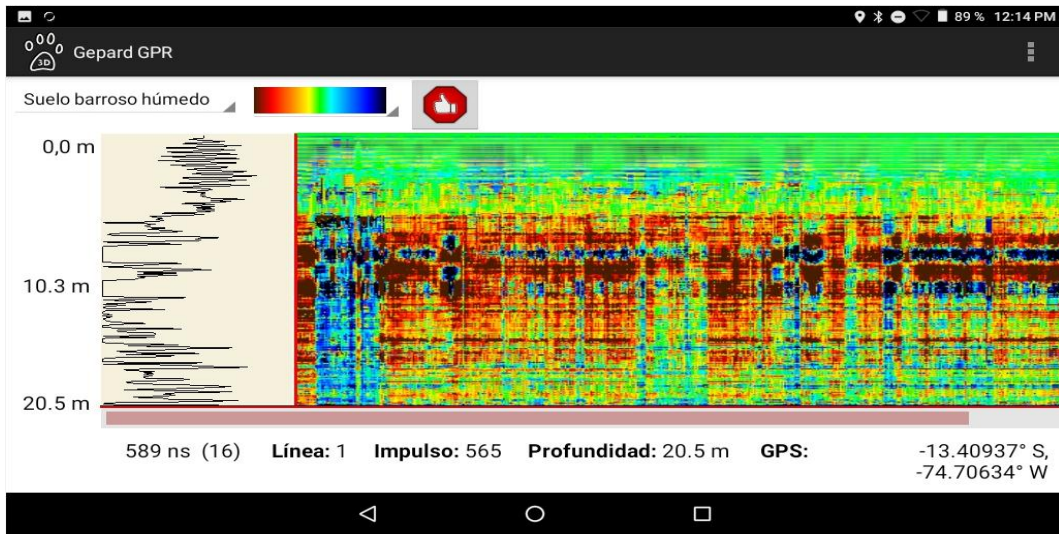 89 % 12:14 PM
3D Gepard GPR
Suelo barroso húmedo
0,0 m
10.3 m
20.5 m
589 ns (16) Línea: 1 Impulso: 565 Profundidad: 20.5 m GPS: -13.40937° S,
-74.70634° W